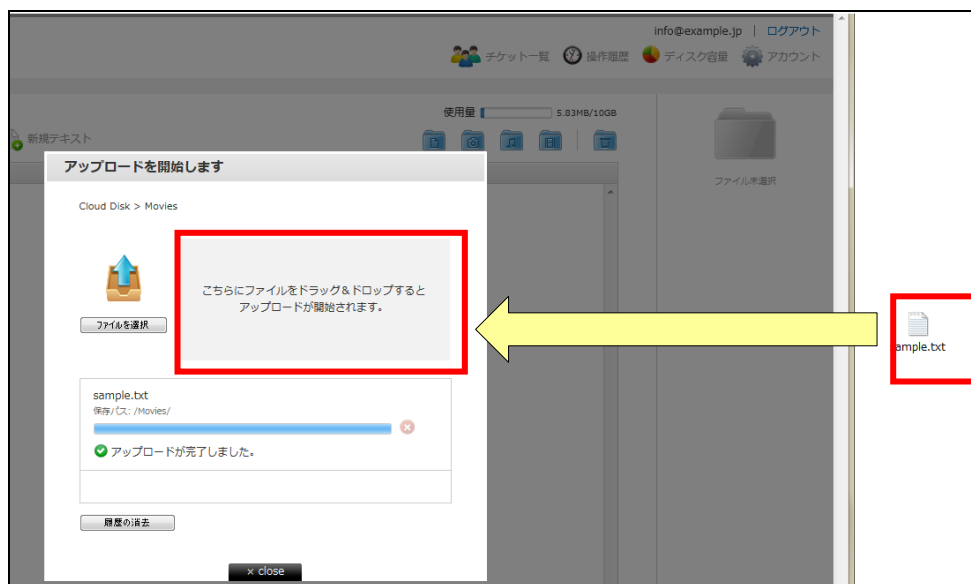 info@example.jp | ログアウト
チケット一覧 操作履歴 ディスク容量 アカウント
使用量 5.83MB/10GB
新規テキスト
ファイル未選択
アップロードを開始します
Cloud Disk > Movies
こちらにファイルをドラッグ&ドロップすると
アップロードが開始されます。
ファイルを選択
sample.txt
sample.txt
保存パス: /Movies/
アップロードが完了しました。
履歴の消去
× close